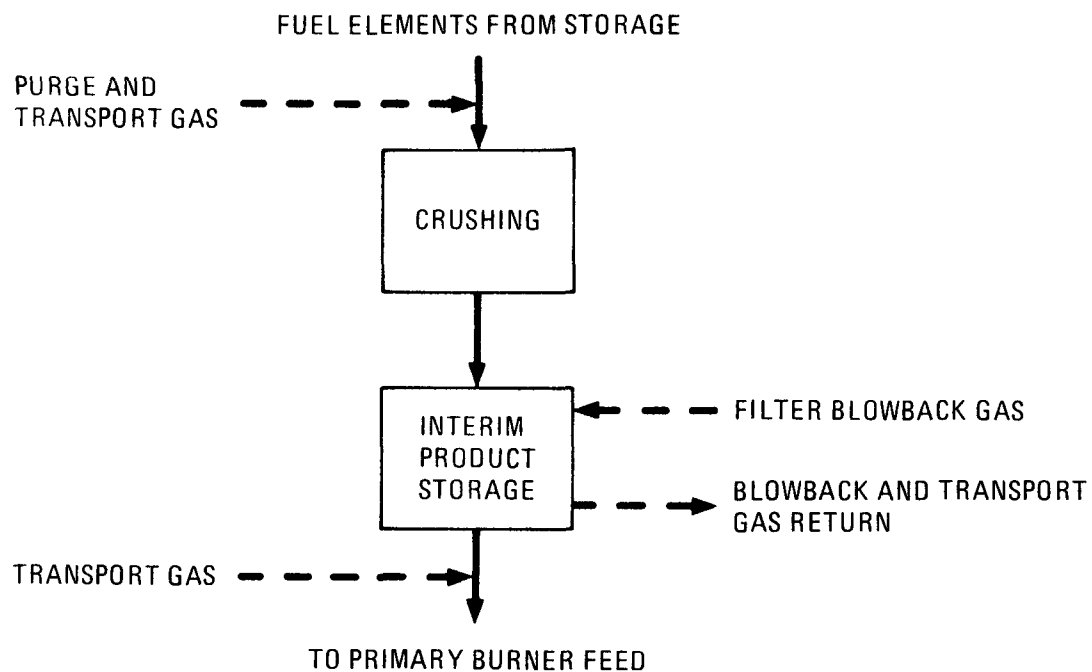 FUEL ELEMENTS FROM STORAGE
PURGE AND
TRANSPORT GAS
CRUSHING
INTERIM
PRODUCT
STORAGE
FILTER BLOWBACK GAS
BLOWBACK AND TRANSPORT
GAS RETURN
TRANSPORT GAS
TO PRIMARY BURNER FEED